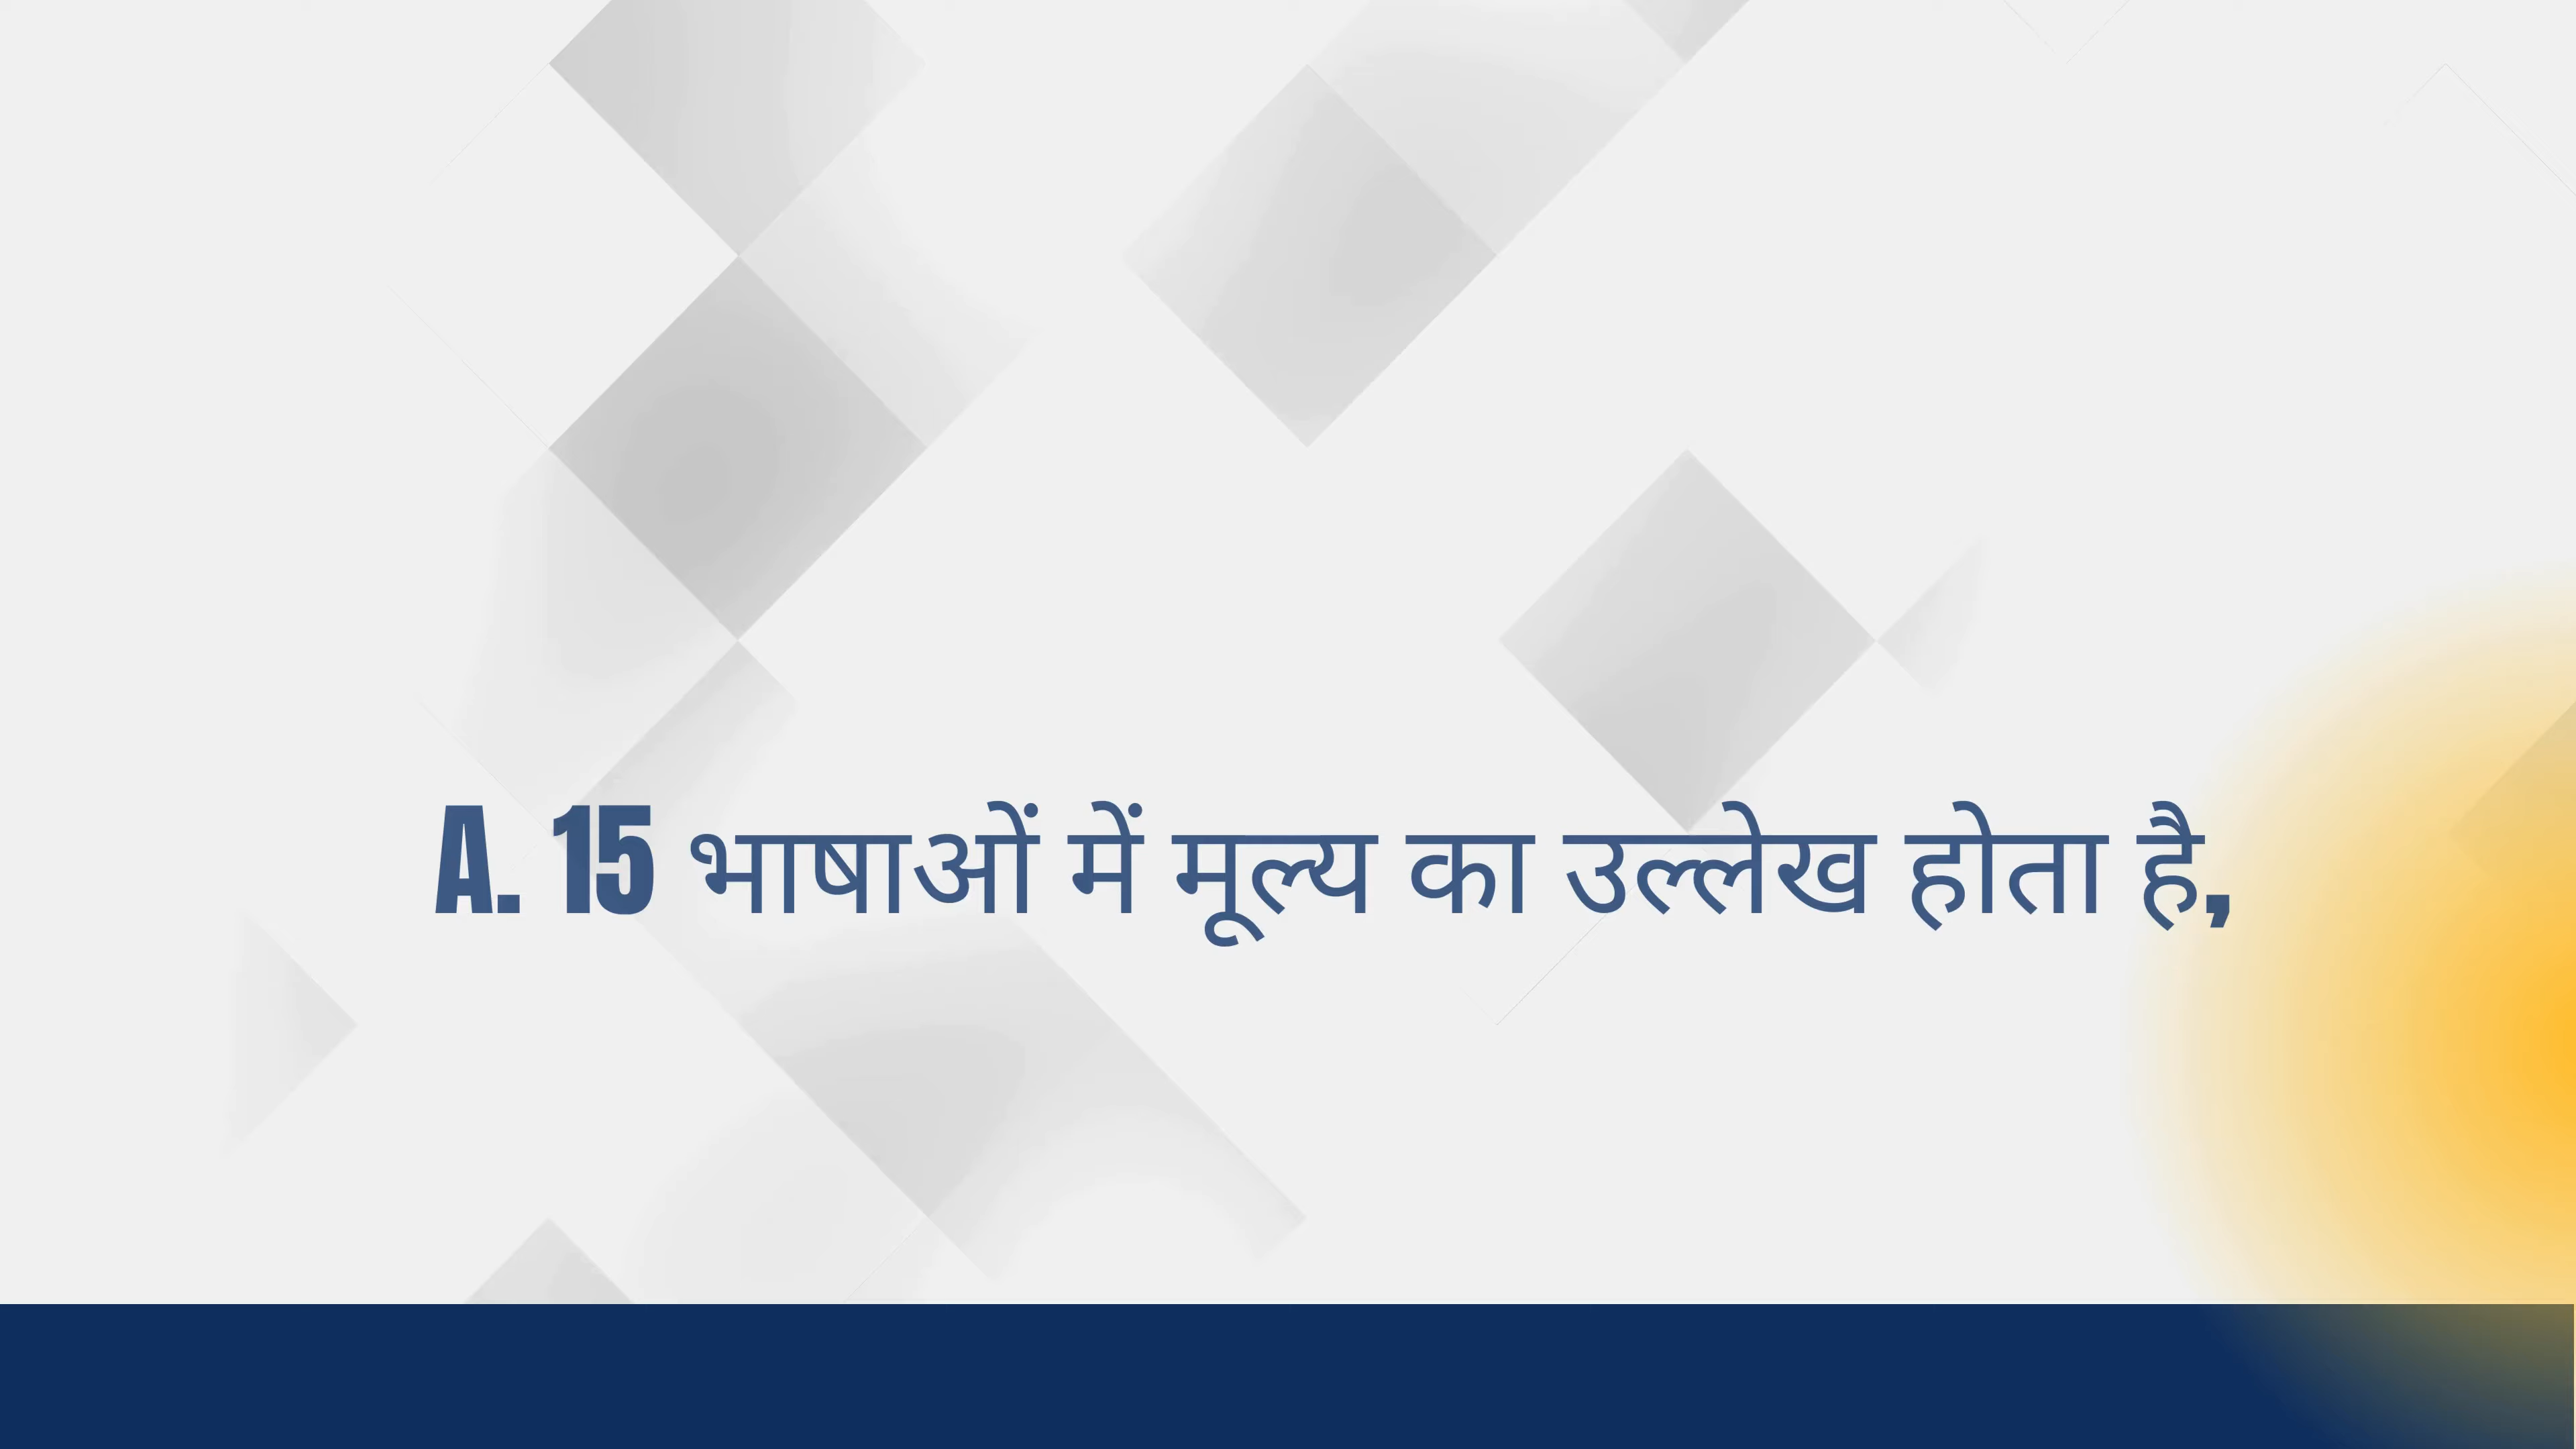 A. 15 भाषाओं में मूल्य का उल्लेख होता है,